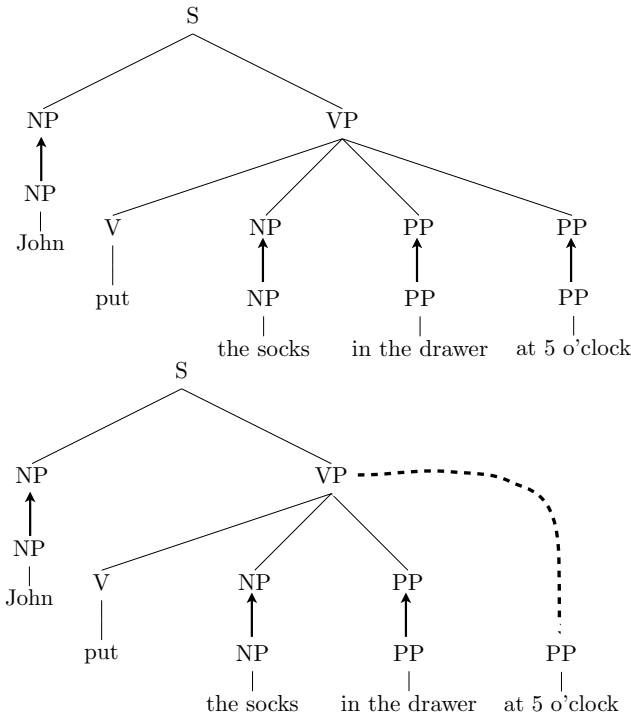 S
NP VP
NP
John
V NP PP PP
put NP PP PP
the socks in the drawer at 5 o'clock
S
NP VP
NP
John
V NP PP
put NP PP PP
the socks in the drawer at 5 o'clock